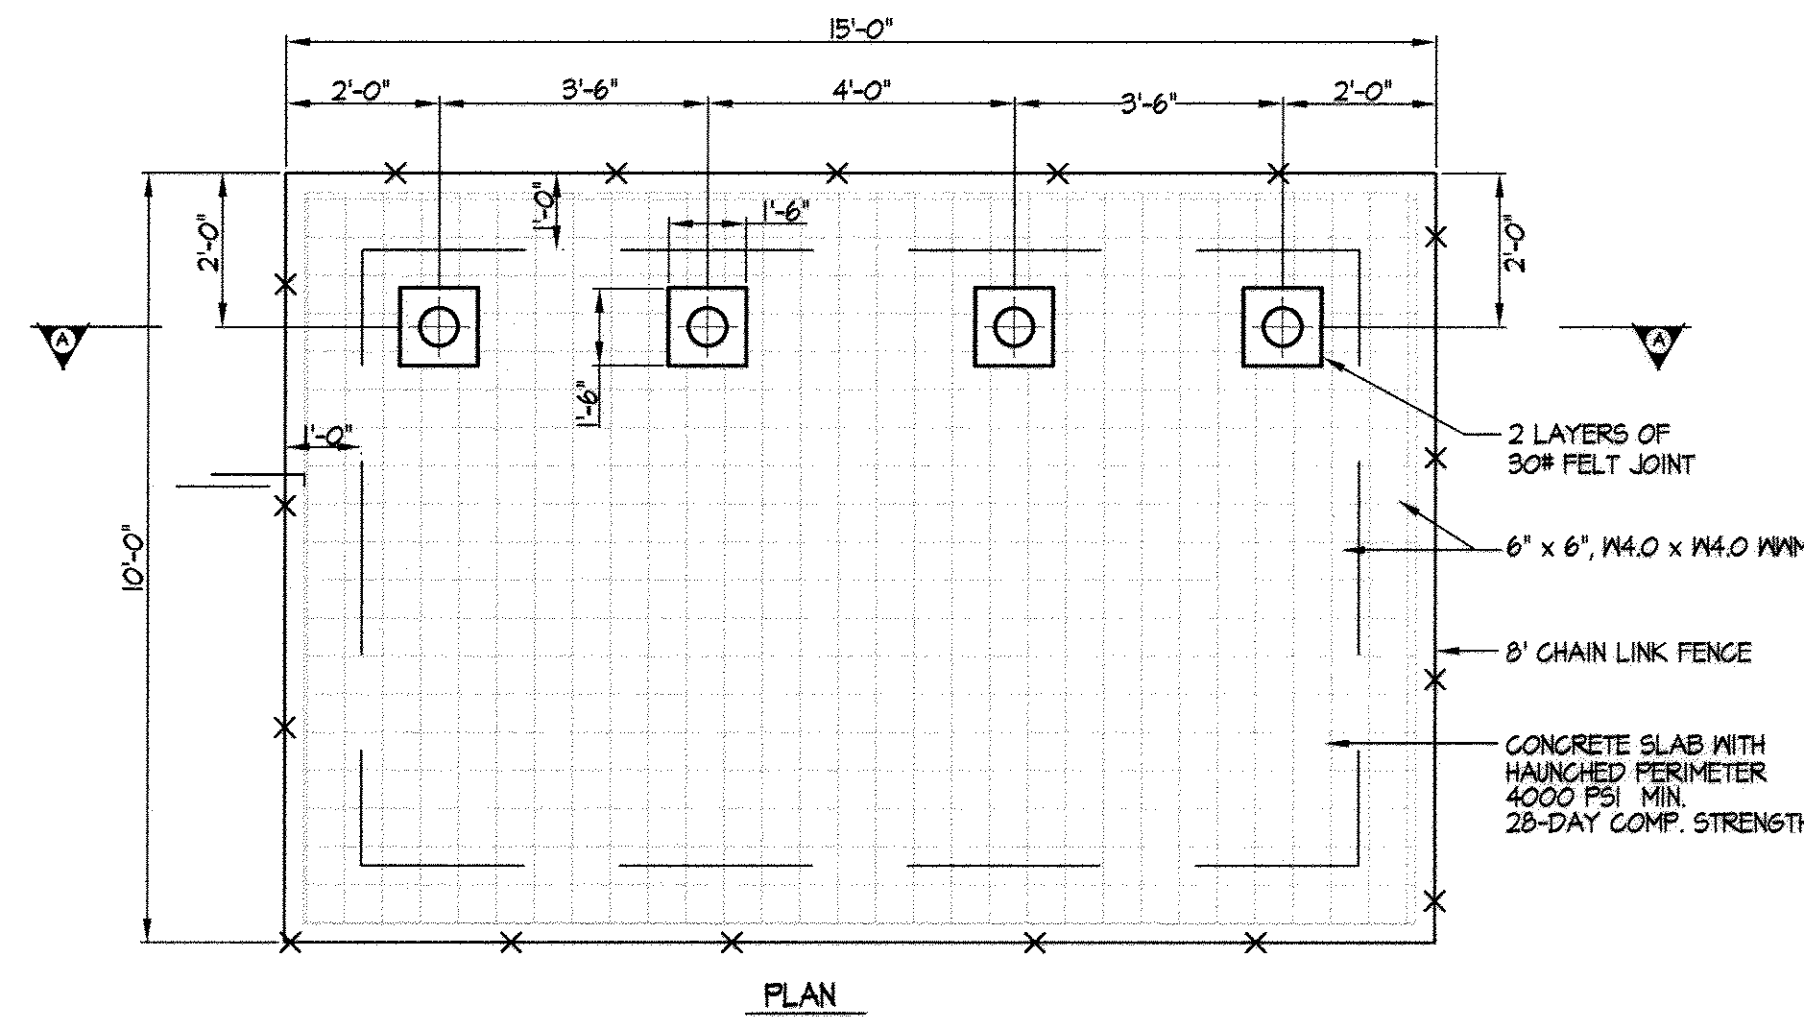 15'-0"
2'-0"
3'-6"
4'-0"
3'-6"
2'-0"
2'-0"
1'-0"
1'-6"
2'-0"
A
A
1'-6"
1'-0"
10'-0"
2 LAYERS OF
30# FELT JOINT
6" x 6", W4.0 x W4.0 WWM
8' CHAIN LINK FENCE
CONCRETE SLAB WITH
HAUNCHED PERIMETER
4000 PSI MIN.
28-DAY COMP. STRENGTH
PLAN